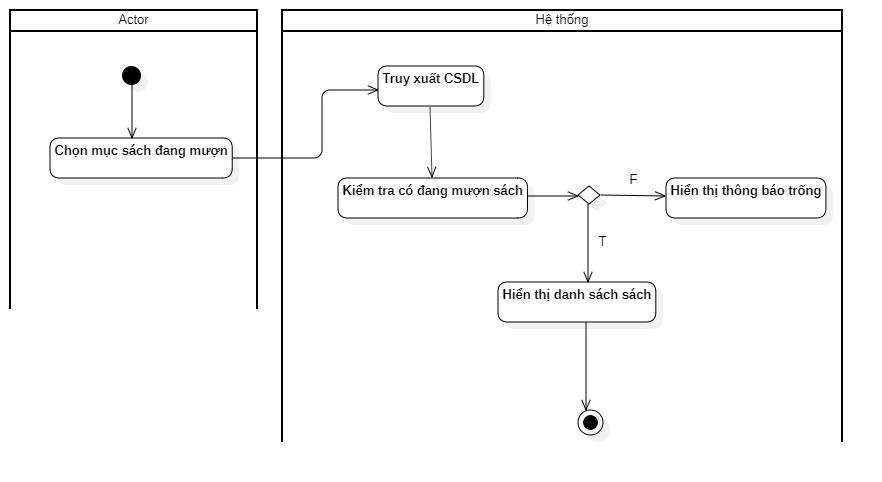 Actor
Hệ thống
Truy xuất CSDL
Chọn mục sách đang mượn
Kiểm tra có đang mượn sách
F
Hiển thị thông báo trống
T
Hiển thị danh sách sách